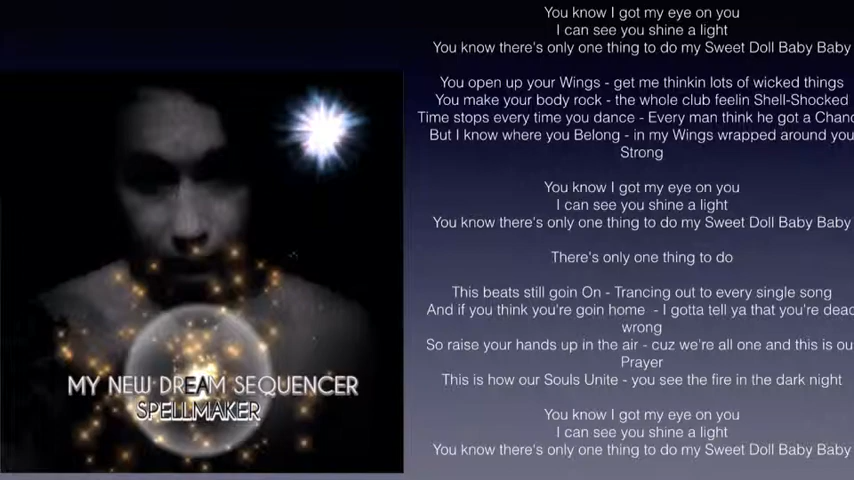 MY NEW DREAM SEQUENCER
SPELLMAKER
You know I got my eye on you
I can see you shine a light
You know there's only one thing to do my Sweet Doll Baby Baby
You open up your Wings - get me thinkin lots of wicked things
You make your body rock - the whole club feelin Shell-Shocked
Time stops every time you dance - Every man think he got a Chanc
But I know where you Belong - in my Wings wrapped around you
Strong
You know I got my eye on you
I can see you shine a light
You know there's only one thing to do my Sweet Doll Baby Baby
There's only one thing to do
This beats still goin On - Trancing out to every single song
And if you think you're goin home - I gotta tell ya that you're dead
wrong
So raise your hands up in the air - cuz we're all one and this is ou
Prayer
This is how our Souls Unite - you see the fire in the dark night
You know I got my eye on you
I can see you shine a light
You know there's only one thing to do my Sweet Doll Baby Baby